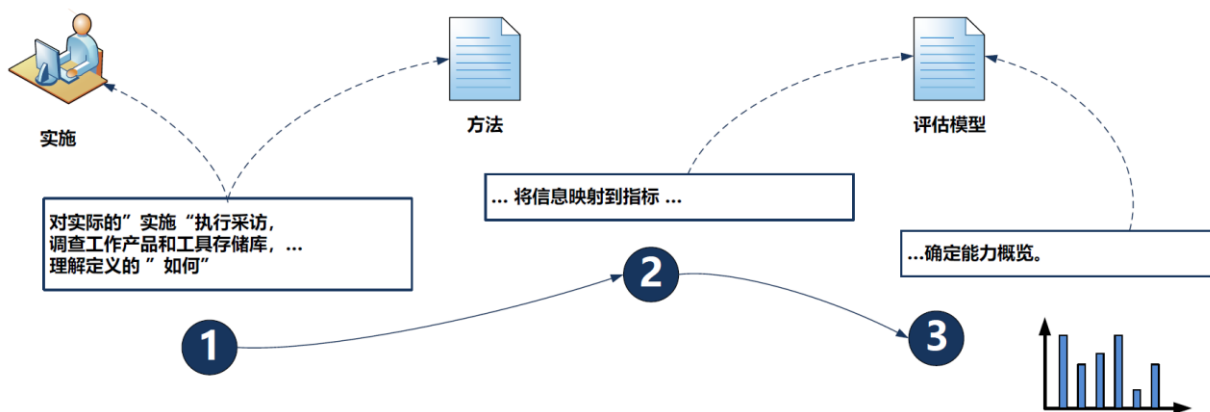 实施
方法
评估模型
对实际的”实施“执行采访，
调查工作产品和工具存储库，...
理解定义的 ”如何”
... 将信息映射到指标 ...
...确定能力概览。
1
2
3